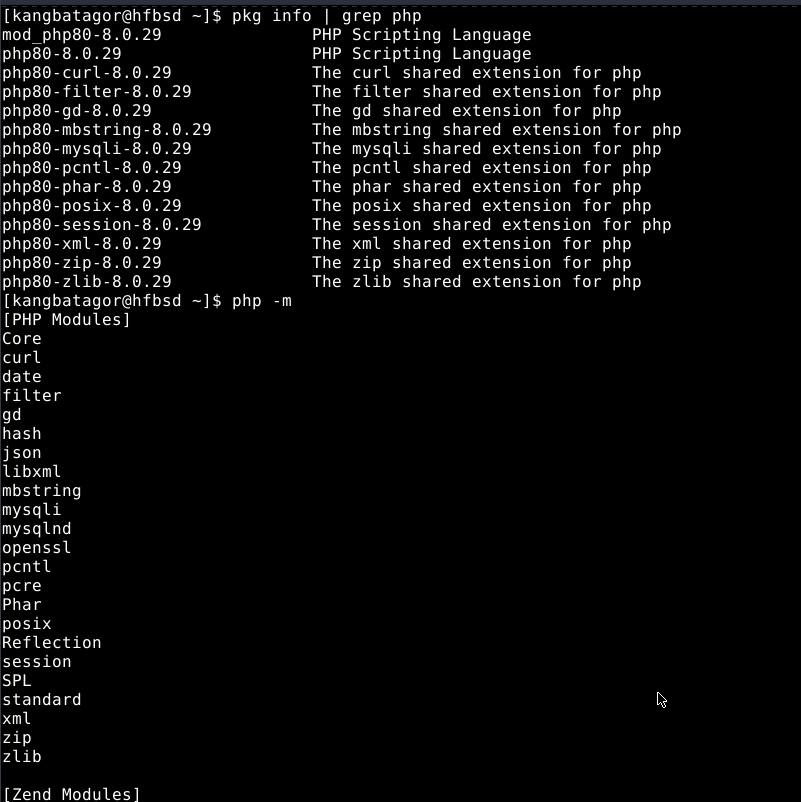 [kangbatagor@hfbsd ~]$ pkg info | grep php
mod_php80-8.0.29               PHP Scripting Language
php80-8.0.29                   PHP Scripting Language
php80-curl-8.0.29              The curl shared extension for php
php80-filter-8.0.29            The filter shared extension for php
php80-gd-8.0.29                The gd shared extension for php
php80-mbstring-8.0.29          The mbstring shared extension for php
php80-mysqli-8.0.29            The mysqli shared extension for php
php80-pcntl-8.0.29             The pcntl shared extension for php
php80-phar-8.0.29              The phar shared extension for php
php80-posix-8.0.29             The posix shared extension for php
php80-session-8.0.29           The session shared extension for php
php80-xml-8.0.29               The xml shared extension for php
php80-zip-8.0.29               The zip shared extension for php
php80-zlib-8.0.29              The zlib shared extension for php
[kangbatagor@hfbsd ~]$ php -m
[PHP Modules]
Core
curl
date
filter
gd
hash
json
libxml
mbstring
mysqli
mysqlnd
openssl
pcntl
pcre
Phar
posix
Reflection
session
SPL
standard
xml
zip
zlib

[Zend Modules]